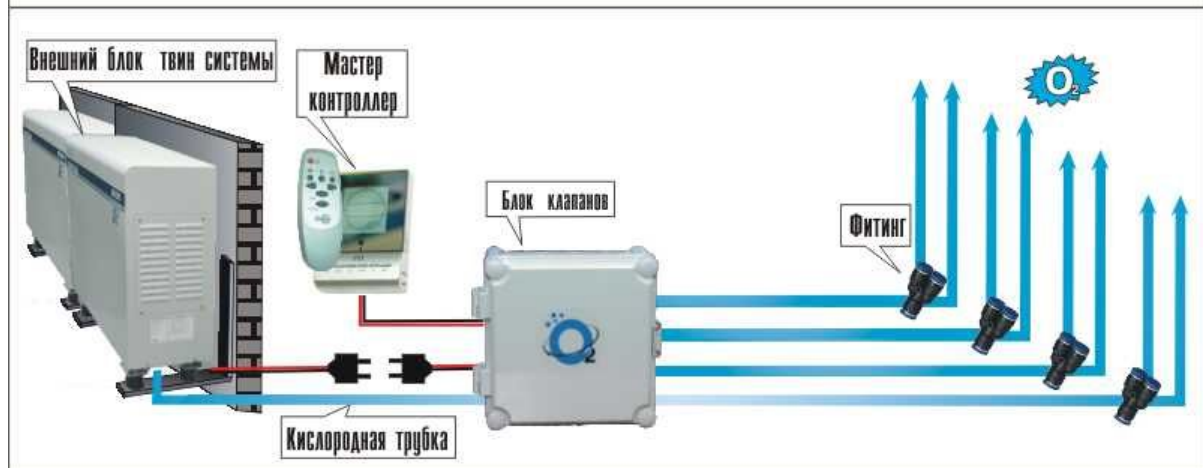 Внешний блок твин системы
Мастер
контроллер
Блок клапанов
Фитинг
O2
O2
Кислородная трубка